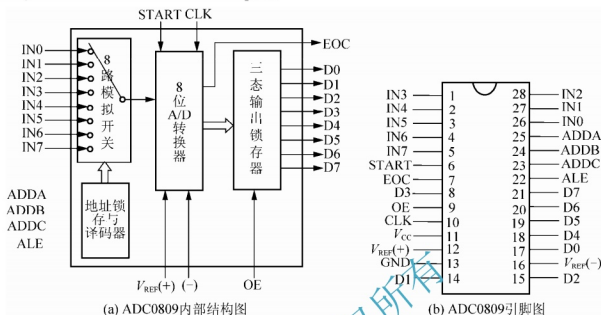 START CLK
EOC
IN0
IN1
IN2
IN3
IN4
IN5
IN6
IN7
8路模拟开关
8位A/D转换器
三态输出锁存器
D0
D1
D2
D3
D4
D5
D6
D7
ADDA
ADDB
ADDC
ALE
地址锁存与译码器
VREF(+) (−)
OE
(a) ADC0809内部结构图
IN3 1 28 IN2
IN4 2 27 IN1
IN5 3 26 IN0
IN6 4 25 ADDA
IN7 5 24 ADDB
START 6 23 ADDC
EOC 7 22 ALE
D3 8 21 D7
OE 9 20 D6
CLK 10 19 D5
VCC 11 18 D4
VREF(+) 12 17 D0
GND 13 16 VREF(−)
D1 14 15 D2
(b) ADC0809引脚图
所有